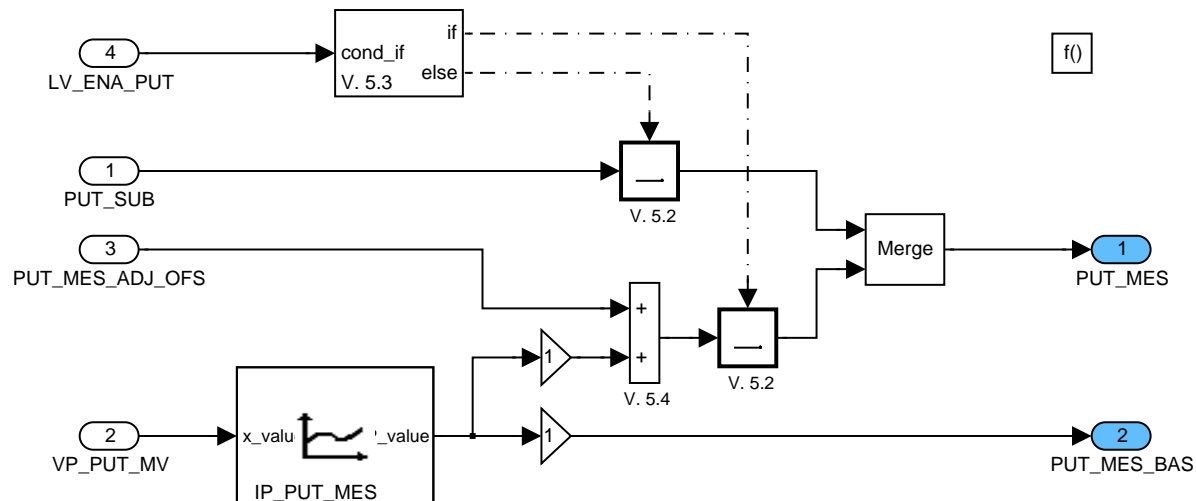 if
4
cond_if
f()
else
LV_ENA_PUT
V. 5.3
1
PUT_SUB
V. 5.2
3
Merge
1
PUT_MES_ADJ_OFS
PUT_MES
+
1
+
V. 5.2
V. 5.4
2
1
2
VP_PUT_MV
PUT_MES_BAS
IP_PUT_MES